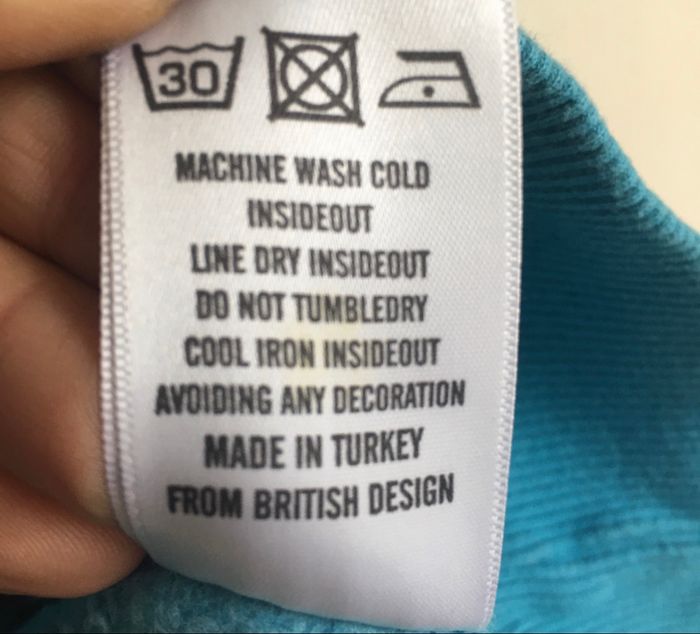 30
MACHINE WASH COLD
INSIDEOUT
LINE DRY INSIDEOUT
DO NOT TUMBLEDRY
COOL IRON INSIDEOUT
AVOIDING ANY DECORATION
MADE IN TURKEY
FROM BRITISH DESIGN